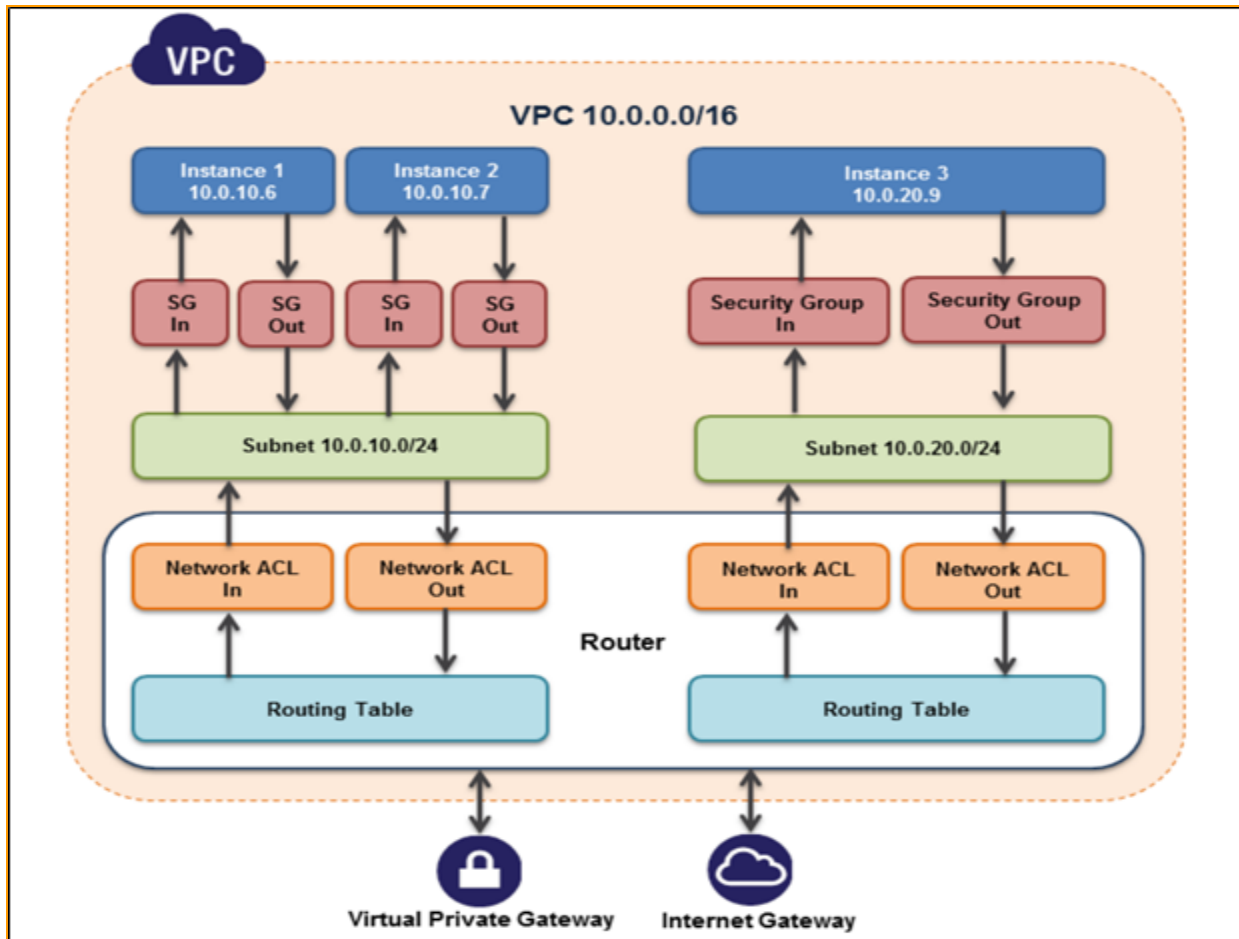 VPC
VPC 10.0.0.0/16
Instance 1
10.0.10.6
Instance 2
10.0.10.7
Instance 3
10.0.20.9
SG
In
SG
Out
SG
In
SG
Out
Security Group
In
Security Group
Out
Subnet 10.0.10.0/24
Subnet 10.0.20.0/24
Network ACL
In
Network ACL
Out
Network ACL
In
Network ACL
Out
Router
Routing Table
Routing Table
Virtual Private Gateway
Internet Gateway